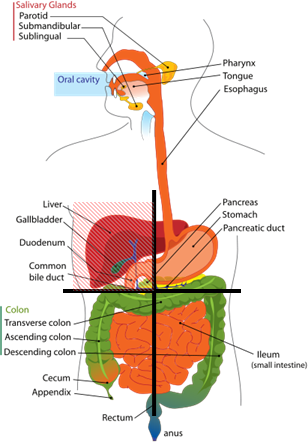 Salivary Glands
Parotid
Submandibular
Sublingual
Oral cavity
Pharynx
Tongue
Esophagus
Liver
Gallbladder
Duodenum
Common
bile duct
Pancreas
Stomach
Pancreatic duct
Colon
Transverse colon
Ascending colon
Descending colon
Cecum
Appendix
Ileum
(small intestine)
Rectum
anus